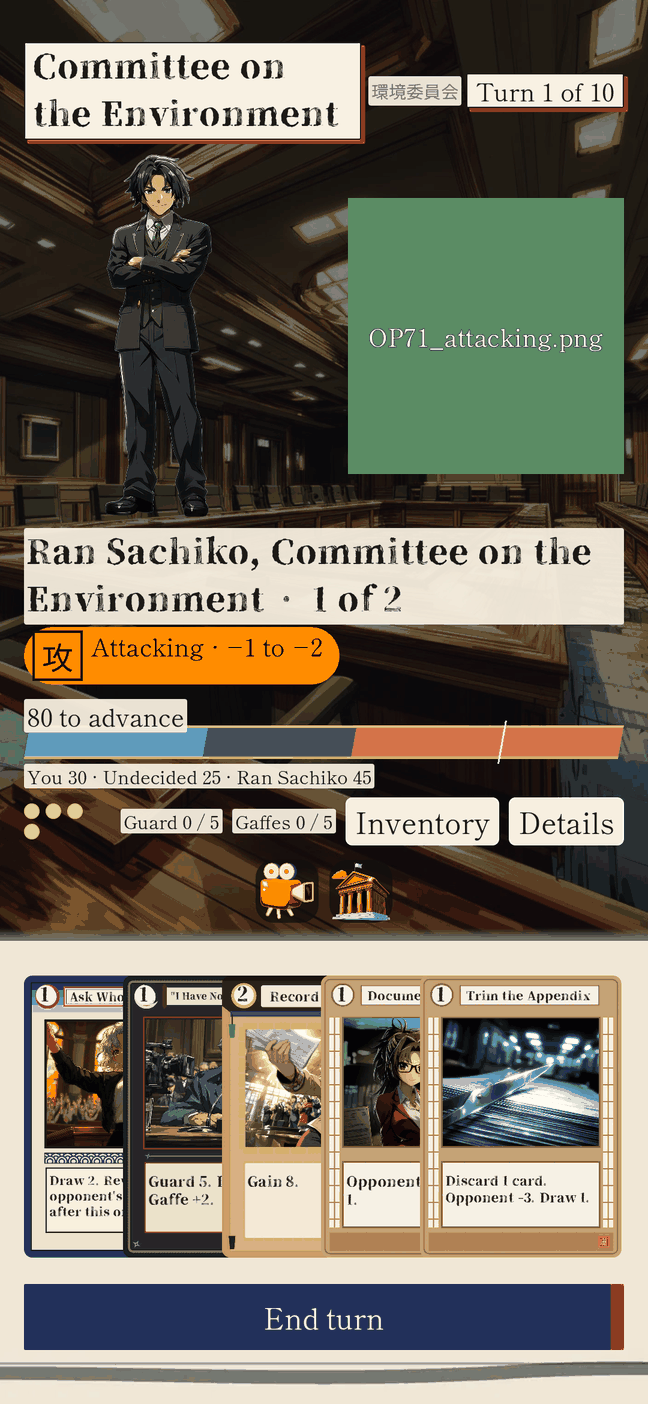 Committee on
the Environment
環境委員会
Turn 1 of 10
OP71_attacking.png
Ran Sachiko, Committee on the
Environment · 1 of 2
攻 Attacking · −1 to −2
80 to advance
You 30 · Undecided 25 · Ran Sachiko 45
Guard 0 / 5
Gaffes 0 / 5
Inventory
Details
1 Ask Who
Draw 2. Rev
opponent's
after this o
1 "I Have No
Guard 5. F
Gaffe +2.
2 Record
Gain 8.
1 Docume
Opponent
1.
1 Trim the Appendix
Discard 1 card.
Opponent -3. Draw 1.
End turn